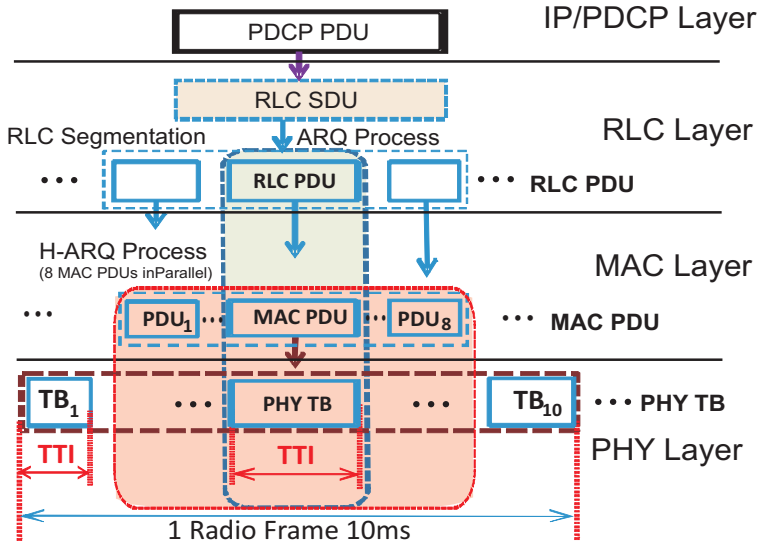 IP/PDCP Layer
PDCP PDU
RLC SDU
RLC Segmentation
ARQ Process
RLC Layer
••• RLC PDU ••• RLC PDU
H-ARQ Process
(8 MAC PDUs inParallel)
MAC Layer
••• PDU1 ••• MAC PDU ••• PDU8 ••• MAC PDU
TB1 ••• PHY TB ••• TB10 ••• PHY TB
PHY Layer
TTI TTI
1 Radio Frame 10ms